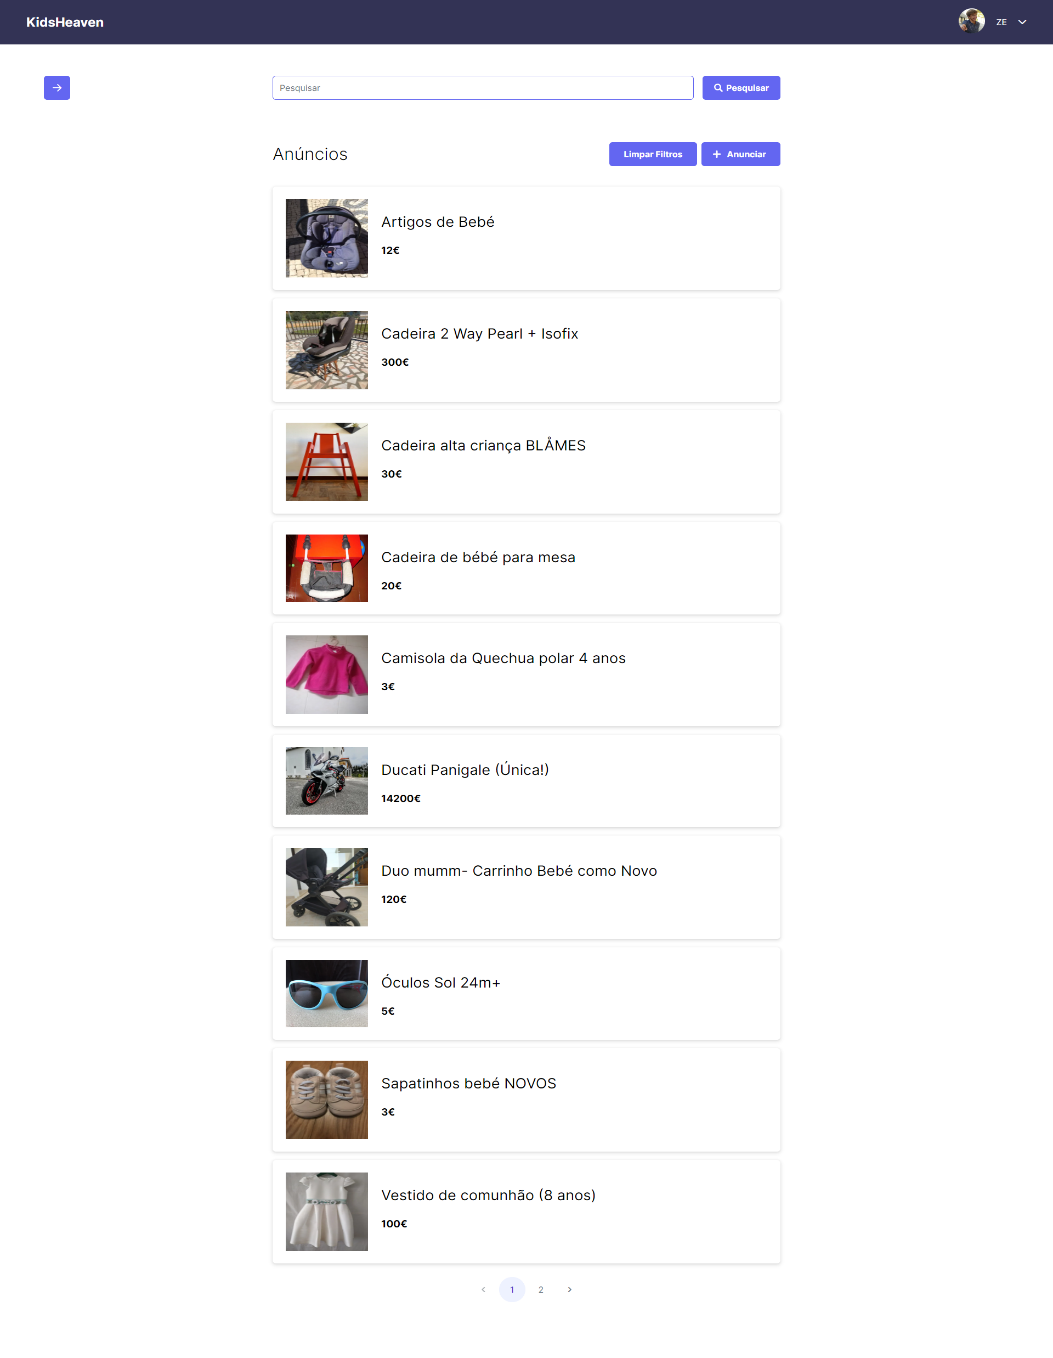 KidsHeaven
ZE
Pesquisar
Pesquisar
Anúncios
Limpar Filtros
+ Anunciar
Artigos de Bebé
12€
Cadeira 2 Way Pearl + Isofix
300€
Cadeira alta criança BLÅMES
30€
Cadeira de bébé para mesa
20€
Camisola da Quechua polar 4 anos
3€
Ducati Panigale (Única!)
14200€
Duo mumm- Carrinho Bebé como Novo
120€
Óculos Sol 24m+
5€
Sapatinhos bebé NOVOS
3€
Vestido de comunhão (8 anos)
100€
1 2